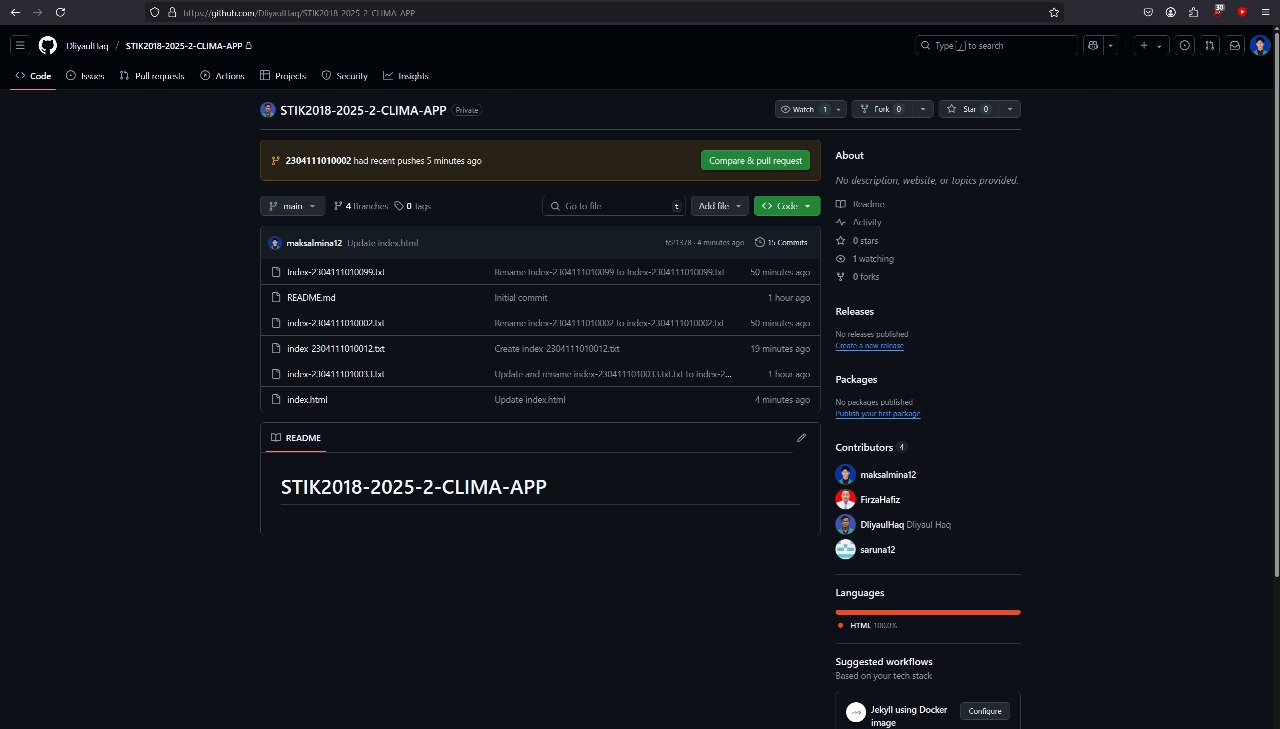 https://github.com/DliyaulHaq/STIK2018-2025-2-CLIMA-APP
30
DliyaulHaq / STIK2018-2025-2-CLIMA-APP
Type / to search
Code Issues Pull requests Actions Projects Security Insights
STIK2018-2025-2-CLIMA-APP Private
Watch 1 Fork 0 Star 0
2304111010002 had recent pushes 5 minutes ago Compare & pull request
main 4 Branches 0 Tags Go to file t Add file Code
maksalmina12 Update index.html fc21378 · 4 minutes ago 15 Commits
Index-2304111010099.txt Rename Index-2304111010099 to Index-2304111010099.txt 50 minutes ago
README.md Initial commit 1 hour ago
index-2304111010002.txt Rename index-2304111010002 to index-2304111010002.txt 50 minutes ago
index-2304111010012.txt Create index-2304111010012.txt 19 minutes ago
index-2304111010033.txt Update and rename index-2304111010033.txt.txt to index-2... 1 hour ago
index.html Update index.html 4 minutes ago
README
STIK2018-2025-2-CLIMA-APP
About
No description, website, or topics provided.
Readme
Activity
0 stars
1 watching
0 forks
Releases
No releases published
Create a new release
Packages
No packages published
Publish your first package
Contributors 4
maksalmina12
FirzaHafiz
DliyaulHaq Dliyaul Haq
saruna12
Languages
HTML 100.0%
Suggested workflows
Based on your tech stack
Jekyll using Docker
image
Configure